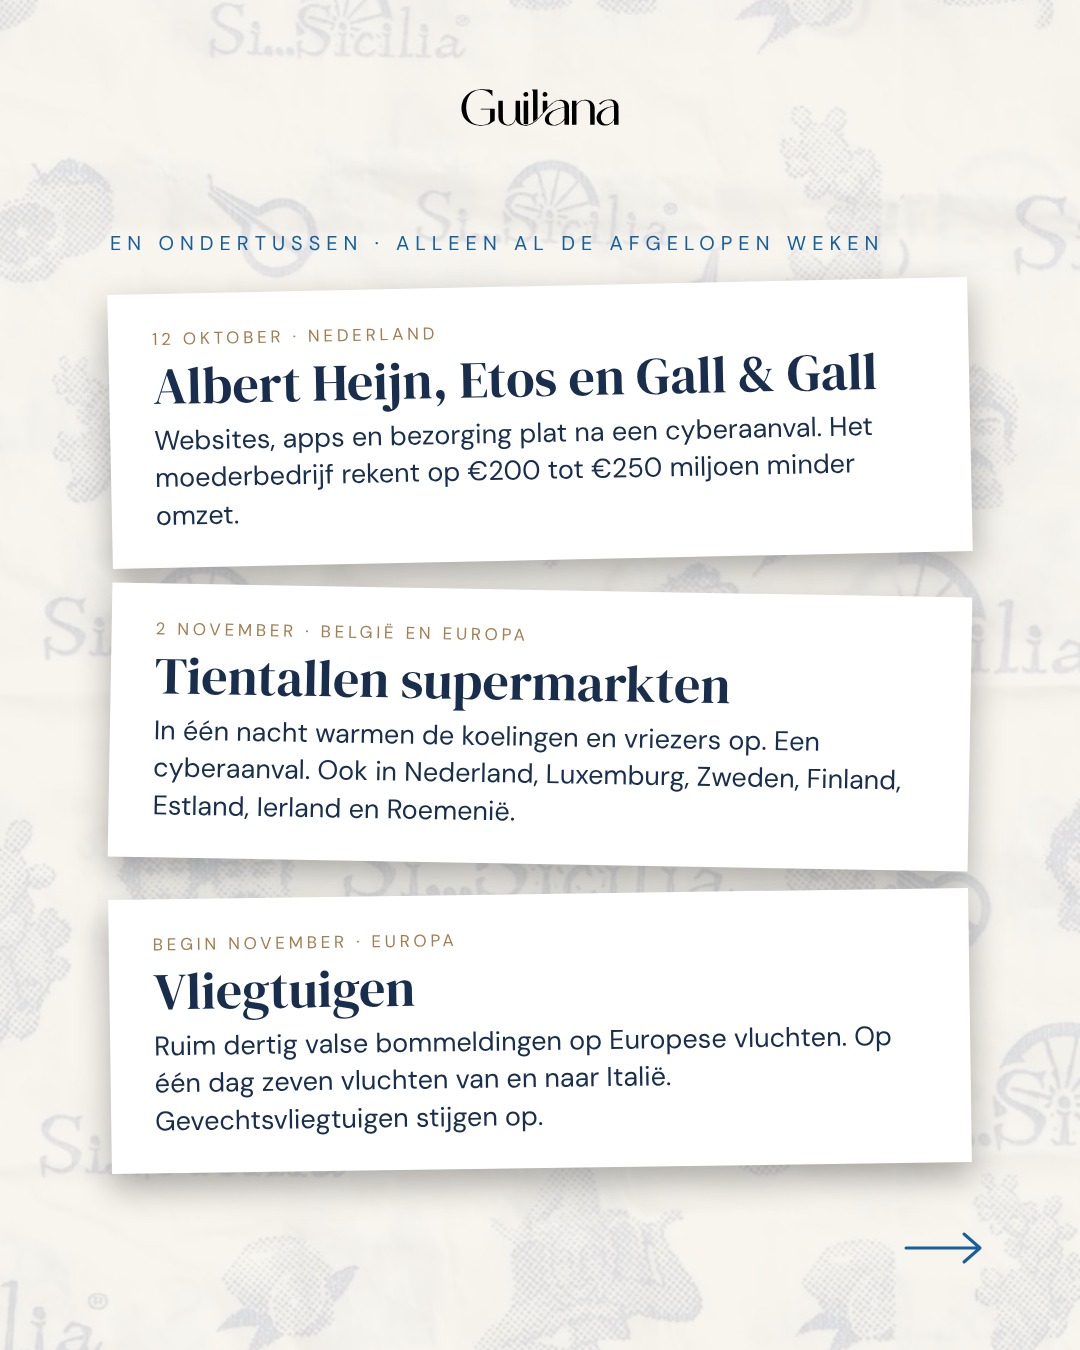 Si...Sicilia®
Guiliana
Si...Sicilia®
EN ONDERTUSSEN · ALLEEN AL DE AFGELOPEN WEKEN
12 OKTOBER · NEDERLAND
Albert Heijn, Etos en Gall & Gall
Websites, apps en bezorging plat na een cyberaanval. Het
moederbedrijf rekent op €200 tot €250 miljoen minder
omzet.
2 NOVEMBER · BELGIË EN EUROPA
Tientallen supermarkten
In één nacht warmen de koelingen en vriezers op. Een
cyberaanval. Ook in Nederland, Luxemburg, Zweden, Finland,
Estland, Ierland en Roemenië.
BEGIN NOVEMBER · EUROPA
Vliegtuigen
Ruim dertig valse bommeldingen op Europese vluchten. Op
één dag zeven vluchten van en naar Italië.
Gevechtsvliegtuigen stijgen op.